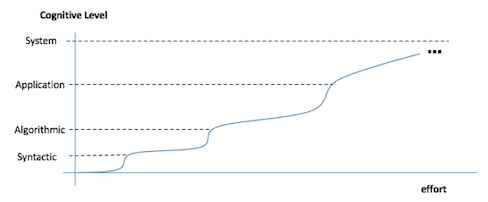 Cognitive Level
System
...
Application
Algorithmic
Syntactic
effort